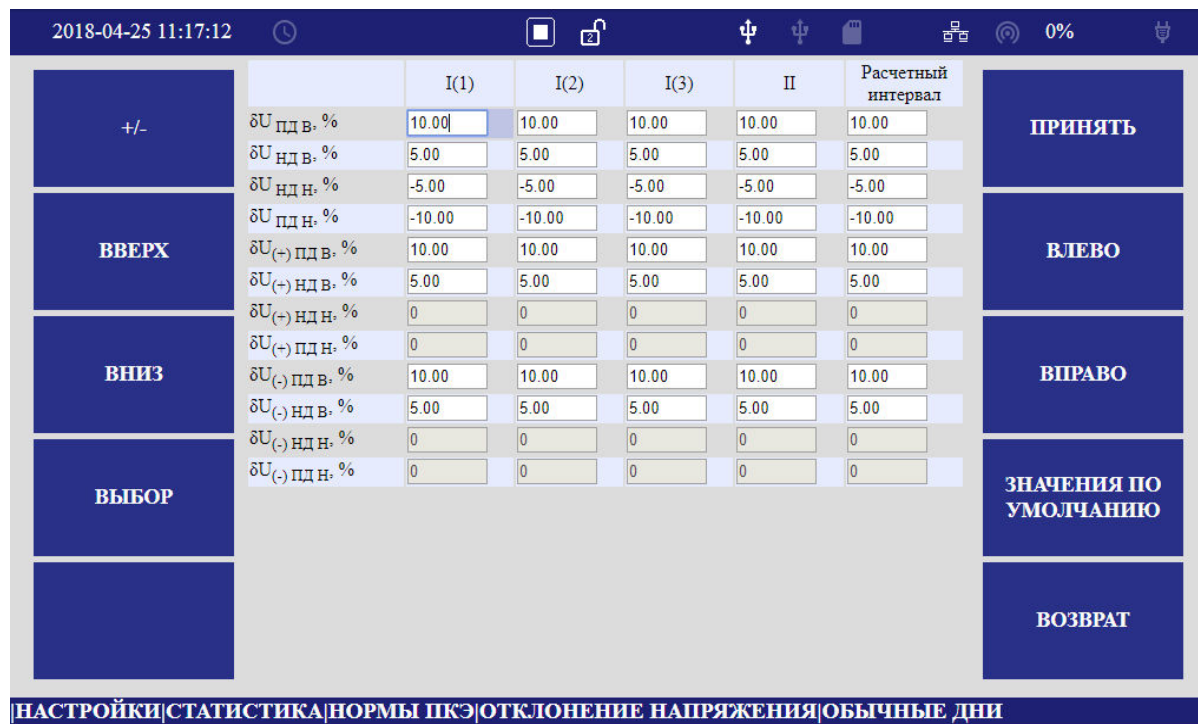 2018-04-25 11:17:12 2 0%
+/-
ВВЕРХ
ВНИЗ
ВЫБОР
I(1) I(2) I(3) II Расчетный
интервал
δU ПД В, % 10.00 10.00 10.00 10.00 10.00
δU НД В, % 5.00 5.00 5.00 5.00 5.00
δU НД Н, % -5.00 -5.00 -5.00 -5.00 -5.00
δU ПД Н, % -10.00 -10.00 -10.00 -10.00 -10.00
δU(+) ПД В, % 10.00 10.00 10.00 10.00 10.00
δU(+) НД В, % 5.00 5.00 5.00 5.00 5.00
δU(+) НД Н, % 0 0 0 0 0
δU(+) ПД Н, % 0 0 0 0 0
δU(-) ПД В, % 10.00 10.00 10.00 10.00 10.00
δU(-) НД В, % 5.00 5.00 5.00 5.00 5.00
δU(-) НД Н, % 0 0 0 0 0
δU(-) ПД Н, % 0 0 0 0 0
ПРИНЯТЬ
ВЛЕВО
ВПРАВО
ЗНАЧЕНИЯ ПО
УМОЛЧАНИЮ
ВОЗВРАТ
|НАСТРОЙКИ|СТАТИСТИКА|НОРМЫ ПКЭ|ОТКЛОНЕНИЕ НАПРЯЖЕНИЯ|ОБЫЧНЫЕ ДНИ